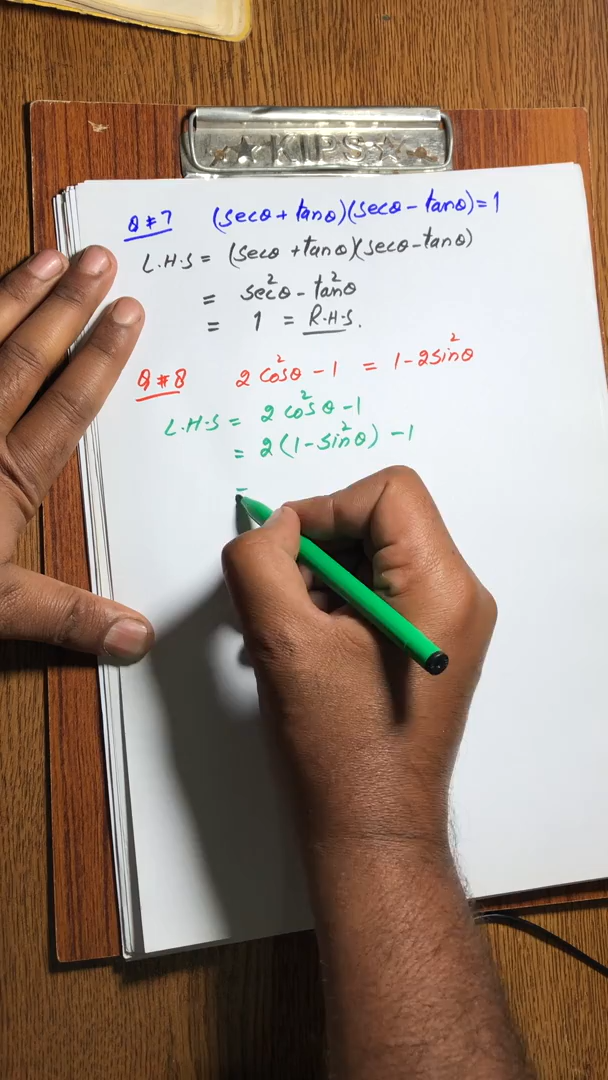 ★ KIPS ★
Q#7 (secθ + tanθ)(secθ - tanθ) = 1
L.H.S = (secθ + tanθ)(secθ - tanθ)
= sec²θ - tan²θ
= 1 = R.H.S.
Q#8 2cos²θ - 1 = 1 - 2sin²θ
L.H.S = 2cos²θ - 1
= 2(1 - sin²θ) - 1
=